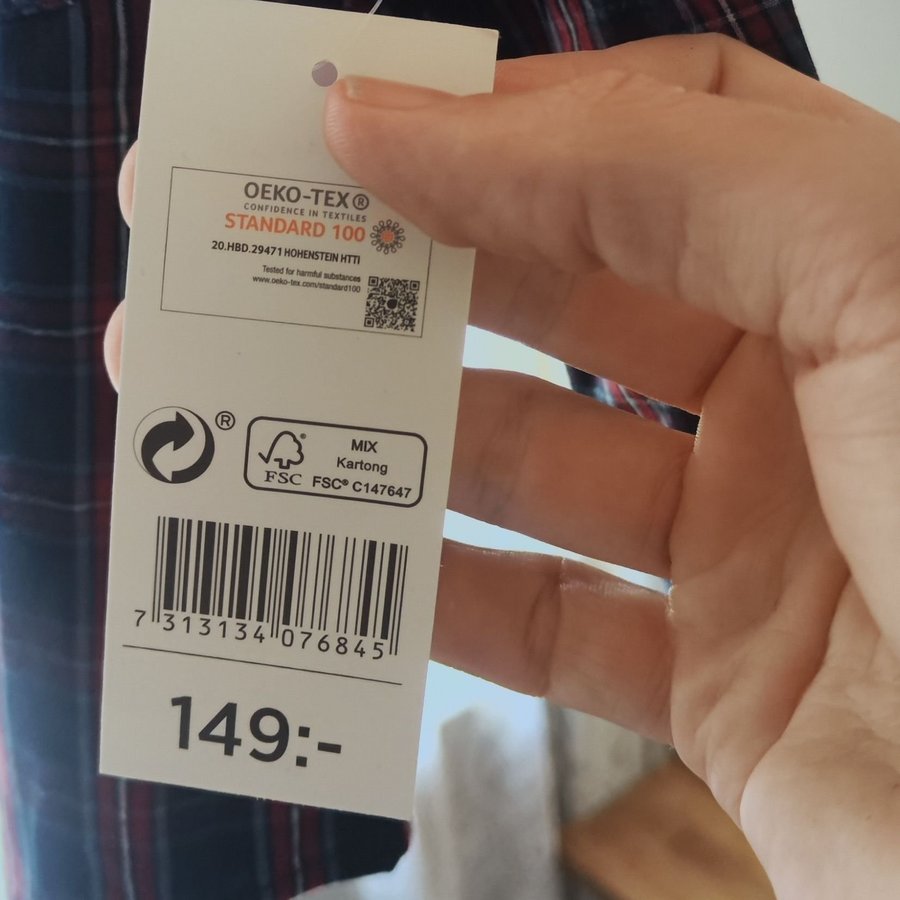 OEKO-TEX®
CONFIDENCE IN TEXTILES
STANDARD 100
20.HBD.29471 HOHENSTEIN HTTI
Tested for harmful substances
www.oeko-tex.com/standard100
®
MIX
Kartong
FSC® C147647
FSC
7 313134 076845
149:-